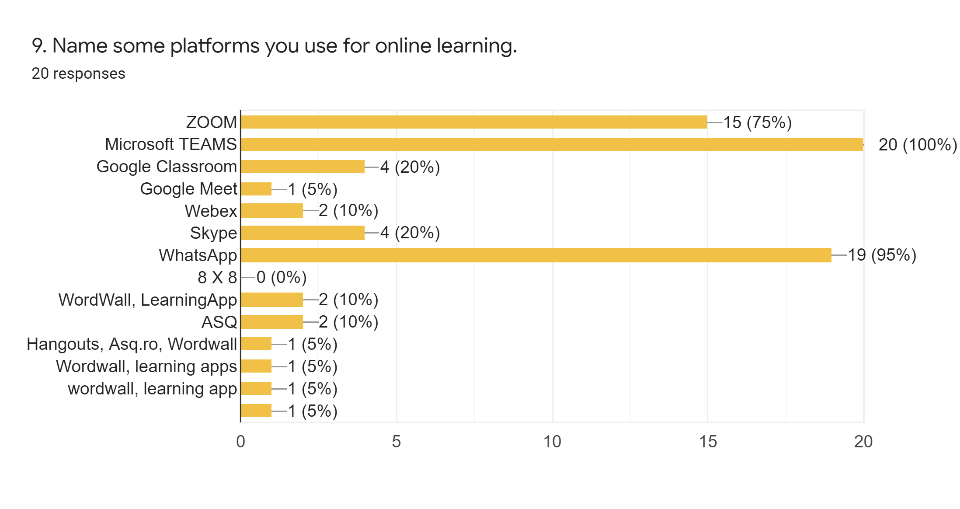 9. Name some platforms you use for online learning.
20 responses
ZOOM 15 (75%)
Microsoft TEAMS 20 (100%)
Google Classroom 4 (20%)
Google Meet 1 (5%)
Webex 2 (10%)
Skype 4 (20%)
WhatsApp 19 (95%)
8 X 8 0 (0%)
WordWall, LearningApp 2 (10%)
ASQ 2 (10%)
Hangouts, Asq.ro, Wordwall 1 (5%)
Wordwall, learning apps 1 (5%)
wordwall, learning app 1 (5%)
1 (5%)
0 5 10 15 20